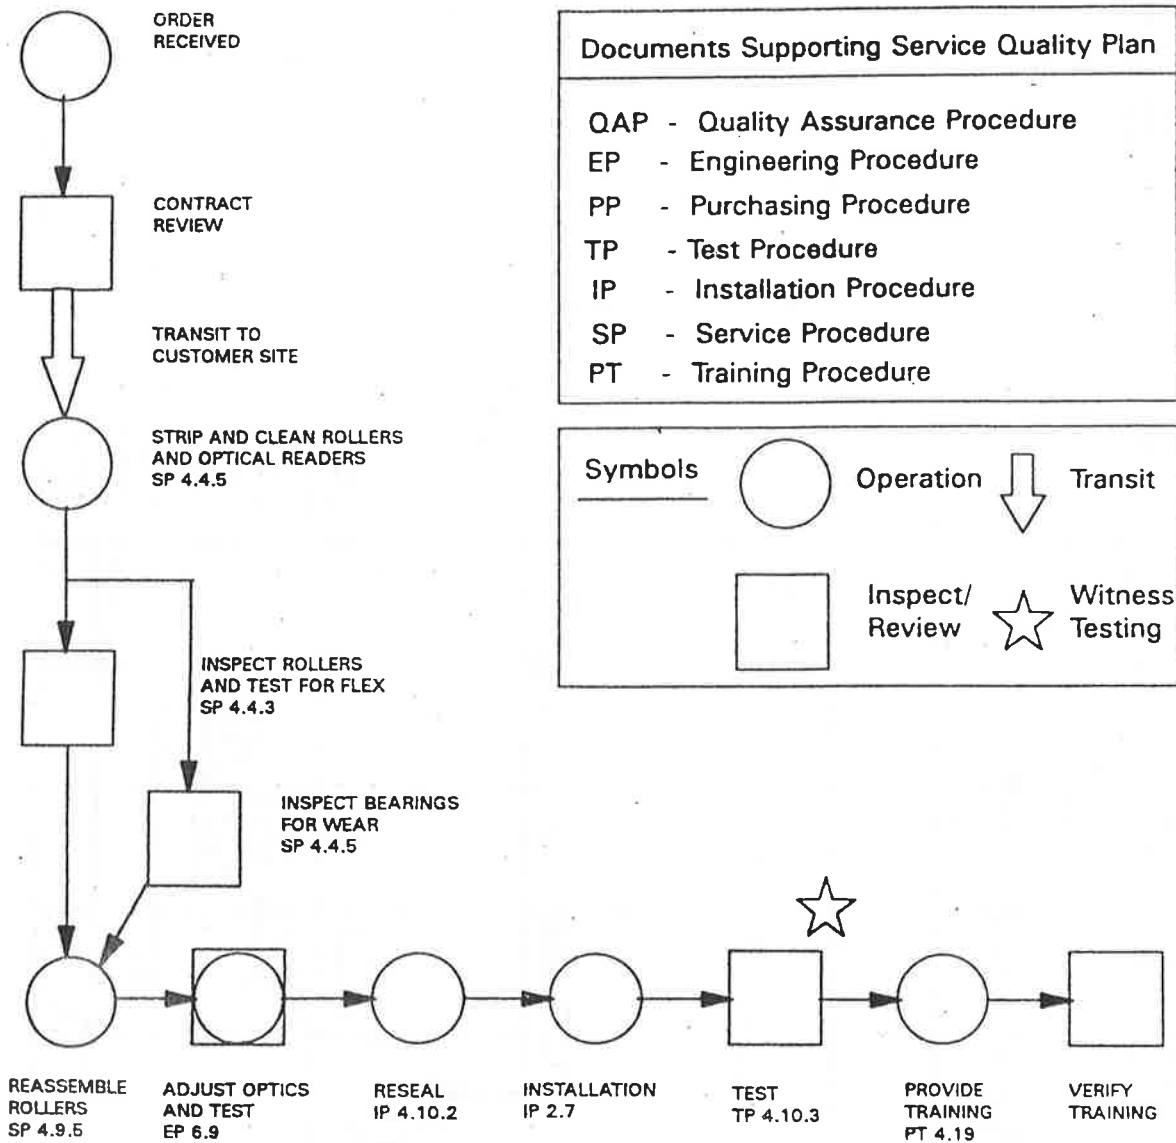 ORDER
RECEIVED
CONTRACT
REVIEW
TRANSIT TO
CUSTOMER SITE
STRIP AND CLEAN ROLLERS
AND OPTICAL READERS
SP 4.4.5
INSPECT ROLLERS
AND TEST FOR FLEX
SP 4.4.3
INSPECT BEARINGS
FOR WEAR
SP 4.4.5
Documents Supporting Service Quality Plan
QAP - Quality Assurance Procedure
EP - Engineering Procedure
PP - Purchasing Procedure
TP - Test Procedure
IP - Installation Procedure
SP - Service Procedure
PT - Training Procedure
Symbols
Operation
Transit
Inspect/
Review
Witness
Testing
REASSEMBLE
ROLLERS
SP 4.9.5
ADJUST OPTICS
AND TEST
EP 6.9
RESEAL
IP 4.10.2
INSTALLATION
IP 2.7
TEST
TP 4.10.3
PROVIDE
TRAINING
PT 4.19
VERIFY
TRAINING